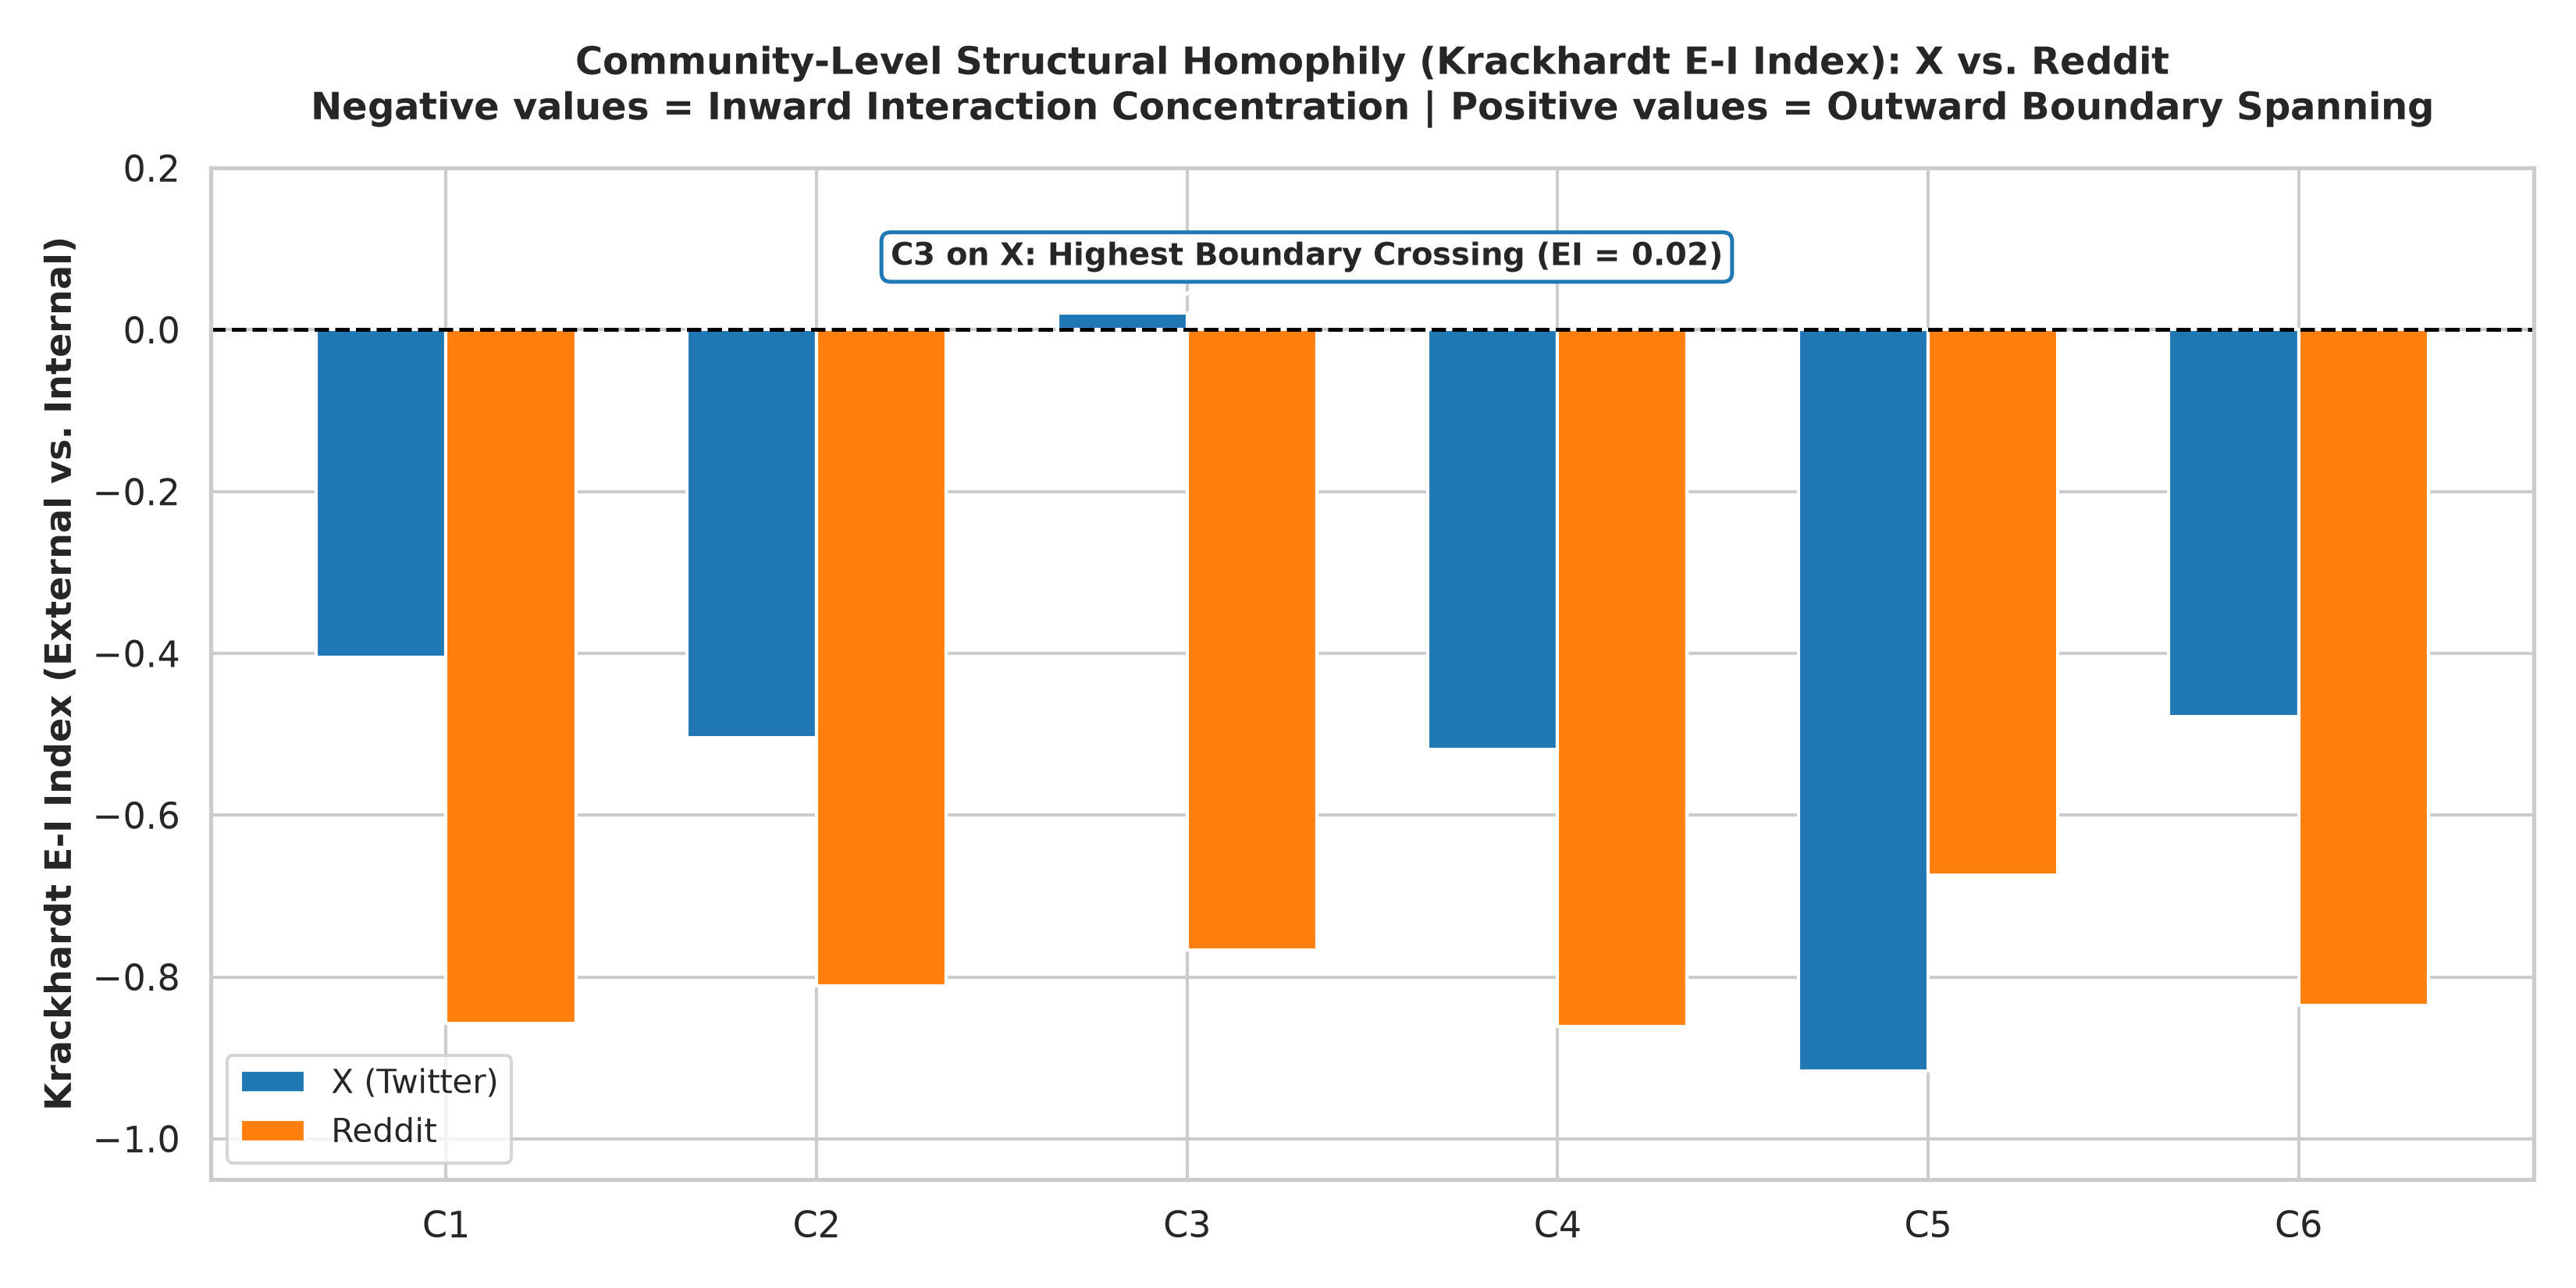 Community-Level Structural Homophily (Krackhardt E-I Index): X vs. Reddit
Negative values = Inward Interaction Concentration | Positive values = Outward Boundary Spanning
Krackhardt E-I Index (External vs. Internal)
0.2
0.0
−0.2
−0.4
−0.6
−0.8
−1.0
C3 on X: Highest Boundary Crossing (EI = 0.02)
X (Twitter)
Reddit
C1
C2
C3
C4
C5
C6